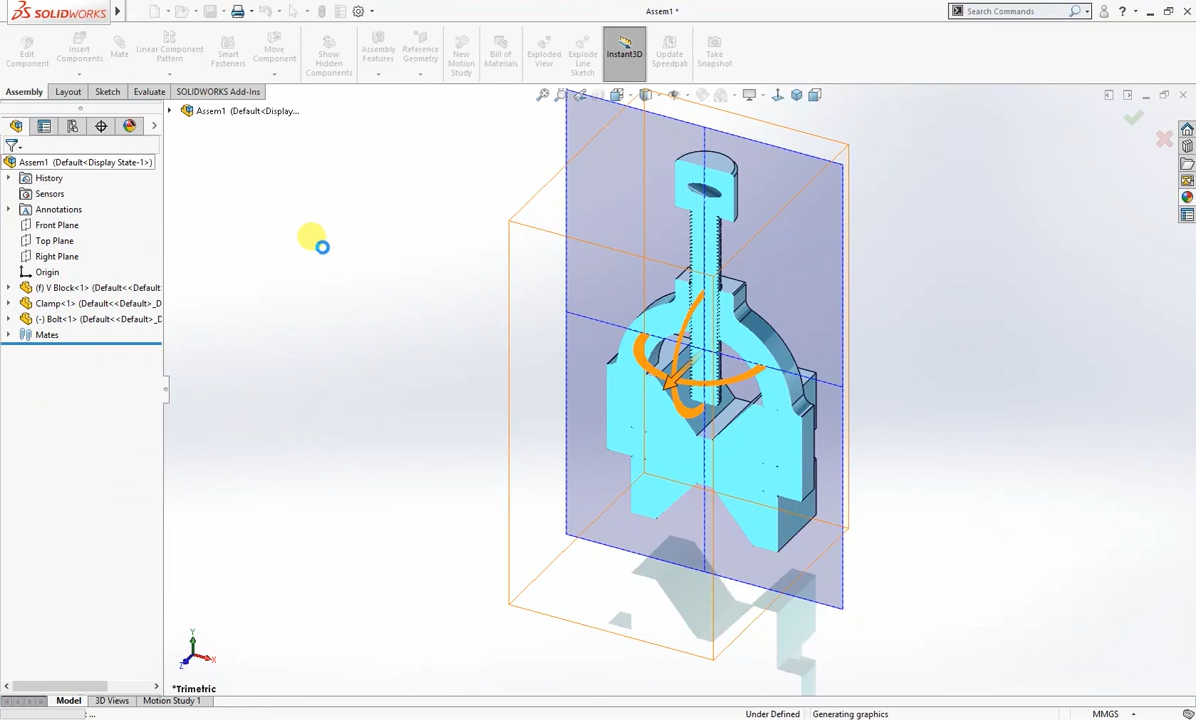 SOLIDWORKS
Assem1 *
Search Commands
?
Edit
Component
Insert
Components
Mate
Linear Component
Pattern
Smart
Fasteners
Move
Component
Show
Hidden
Components
Assembly
Features
Reference
Geometry
New
Motion
Study
Bill of
Materials
Exploded
View
Explode
Line
Sketch
Instant3D
Update
Speedpak
Take
Snapshot
Assembly
Layout
Sketch
Evaluate
SOLIDWORKS Add-Ins
Assem1 (Default<Display...
Assem1 (Default<Display State-1>)
History
Sensors
Annotations
Front Plane
Top Plane
Right Plane
Origin
(f) V Block<1> (Default<<Default>_D
Clamp<1> (Default<<Default>_D
(-) Bolt<1> (Default<<Default>_D
Mates
Y
X
Z
*Trimetric
Model
3D Views
Motion Study 1
: ...
Under Defined
Generating graphics
MMGS